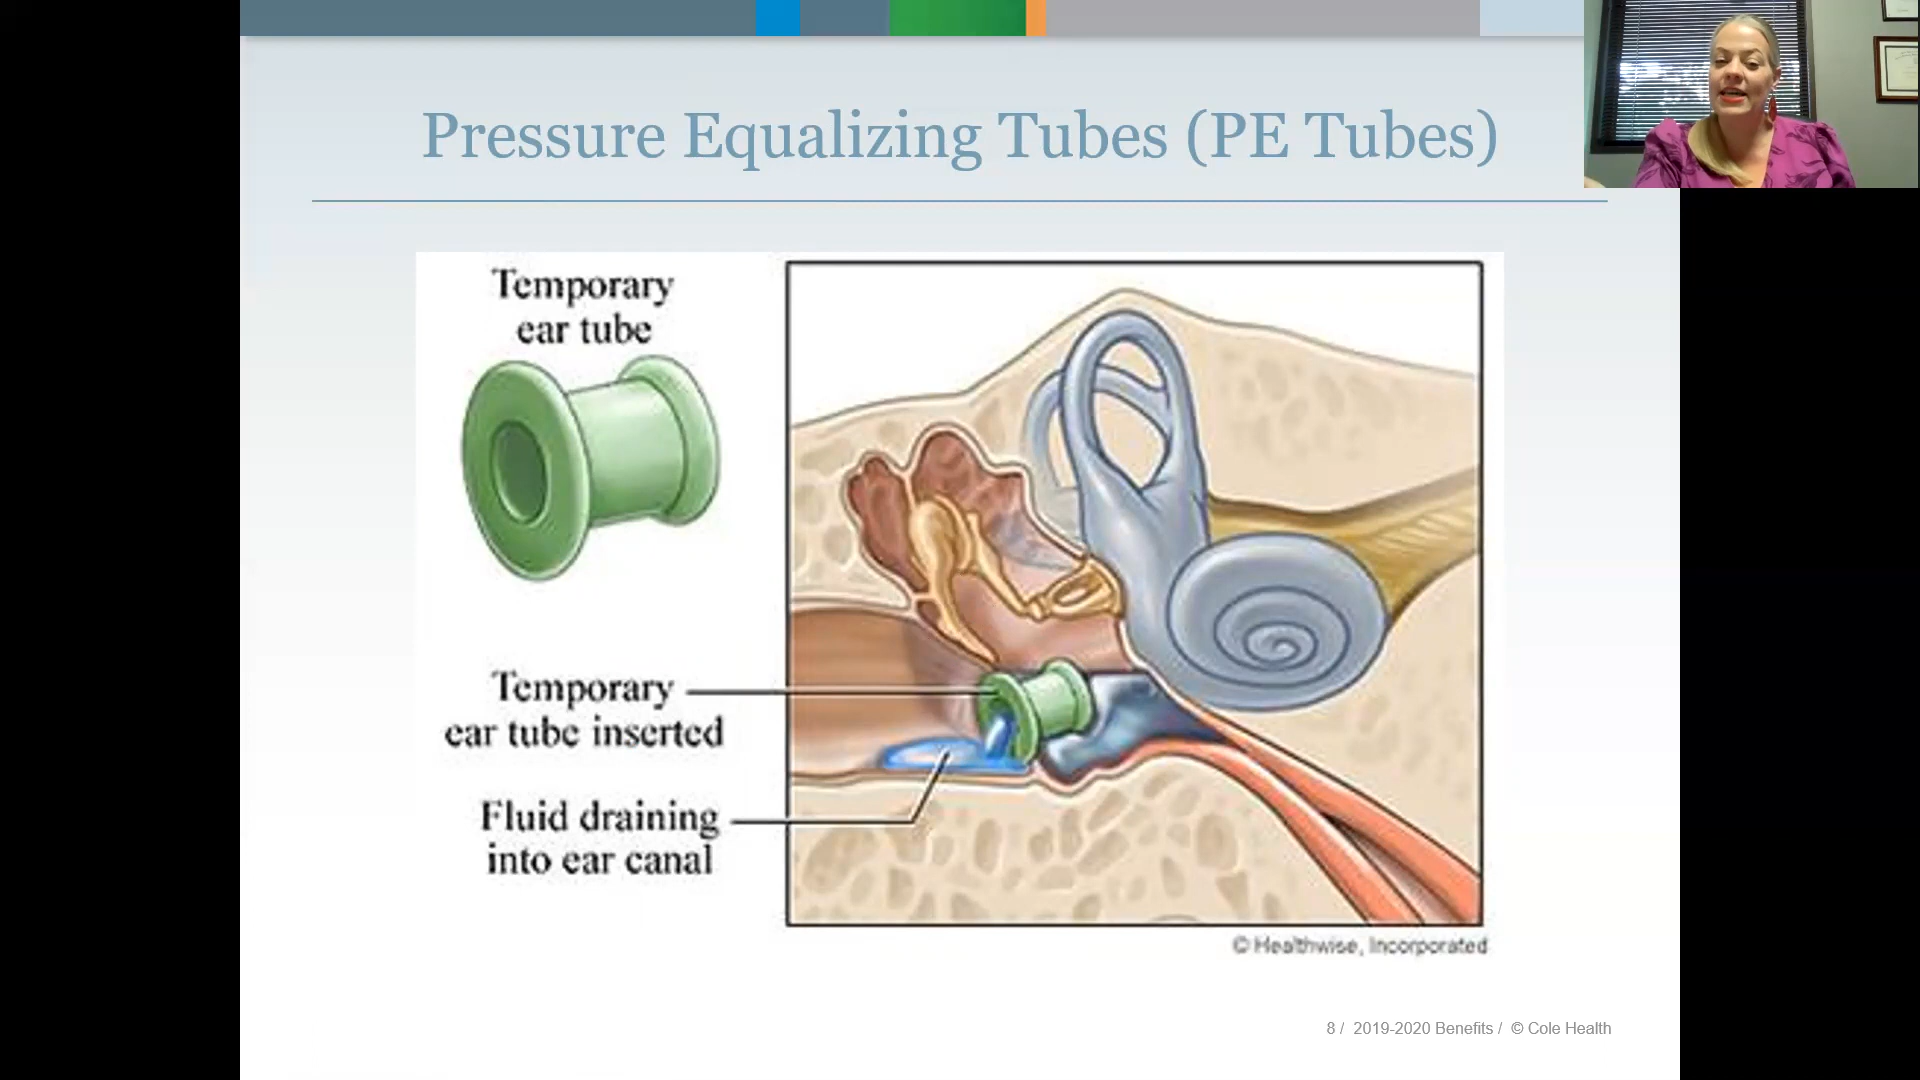 Pressure Equalizing Tubes (PE Tubes)
Temporary
ear tube
Temporary
ear tube inserted
Fluid draining
into ear canal
© Healthwise, Incorporated
8 / 2019-2020 Benefits / © Cole Health